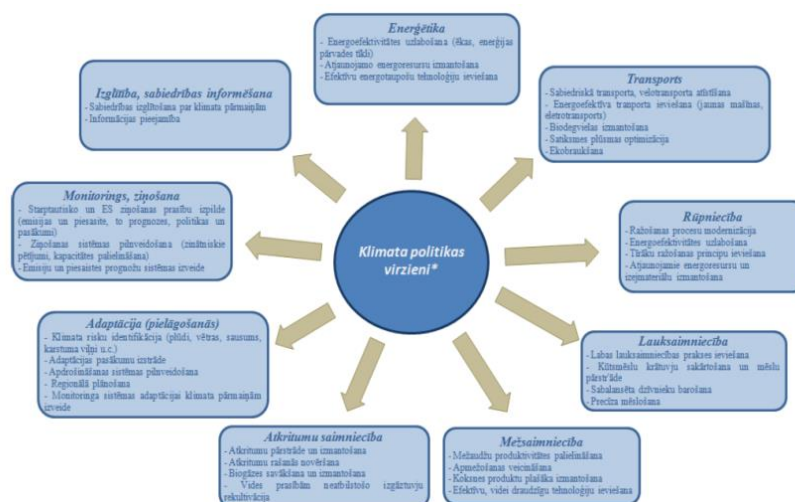 Enerģētika
- Energoefektivitātes uzlabošana (ēkas, enerģijas
pārvades tīkli)
- Atjaunojamo energoresursu izmantošana
- Efektīvu energotaupošu tehnoloģiju ieviešana
Transports
- Sabiedriskā transporta, velotransporta attīstīšana
- Energoefektīva tranporta ieviešana (jaunas mašīnas,
eletrotransports)
- Biodegvielas izmantošana
- Satiksmes plūsmas optimizācija
- Ekobraukšana
Rūpniecība
- Ražošanas procesu modernizācija
- Energoefektivitātes uzlabošana
- Tīrāku ražošanas principu ieviešana
- Atjaunojamie energoresursu un
izejmateriālu izmantošana
Lauksaimniecība
- Labas lauksaimniecības prakses ieviešana
- Kūtsmēslu krātuvju sakārtošana un mēslu
pārstrāde
- Sabalansēta dzīvnieku barošana
- Precīza mēslošana
Mežsaimniecība
- Mežaudžu produktivitātes palielināšana
- Apmežošanas veicināšana
- Koksnes produktu plašāka izmantošana
- Efektīvu, videi draudzīgu tehnoloģiju ieviešana
Atkritumu saimniecība
- Atkritumu pārstrāde un izmantošana
- Atkritumu rašanās novēršana
- Biogāzes savākšana un izmantošana
- Vides prasībām neatbilstošo izgāztuvju
rekultivācija
Adaptācija (pielāgošanās)
- Klimata risku identifikācija (plūdi, vētras, sausums,
karstuma viļņi u.c.)
- Adaptācijas pasākumu izstrāde
- Apdrošināšanas sistēmas pilnveidošana
- Reģionālā plānošana
- Monitoringa sistēmas adaptācijai klimata pārmaiņām
izveide
Monitorings, ziņošana
- Starptautisko un ES ziņošanas prasību izpilde
(emisijas un piesaiste, to prognozes, politikas un
pasākumi)
- Ziņošanas sistēmas pilnveidošana (zinātniskie
pētījumi, kapacitātes palielināšana)
- Emisiju un piesaistes prognožu sistēmas izveide
Izglītība, sabiedrības informēšana
- Sabiedrības izglītošana par klimata pārmaiņām
- Informācijas pieejamība
Klimata politikas
virzieni*